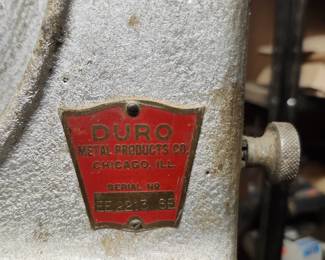 DURO
METAL PRODUCTS CO.
CHICAGO, ILL.
SERIAL NO.